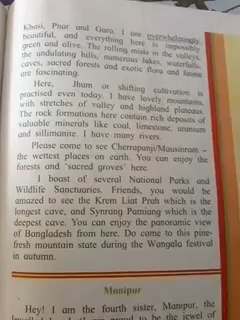 Khasi, Pnar and Garo, I am overwhelmingly
beautiful, and everything here is impossibly
green and alive. The rolling mists in the valleys,
the undulating hills, numerous lakes, waterfalls,
caves, sacred forests and exotic flora and fauna
are fascinating.
Here, Jhum or shifting cultivation is
practised even today. I have lovely mountains,
with stretches of valley and highland plateaus.
The rock formations here contain rich deposits of
valuable minerals like coal, limestone, uranium
and sillimanite. I have many rivers.
Please come to see Cherrapunji/Mausinram –
the wettest places on earth. You can enjoy the
forests and 'sacred groves' here.
I boast of several National Parks and
Wildlife Sanctuaries. Friends, you would be
amazed to see the Krem Liat Prah which is the
longest cave, and Synrang Pamiang which is the
deepest cave. You can enjoy the panoramic view
of Bangladesh from here. Do come to this pine-
fresh mountain state during the Wangala festival
in autumn.
Manipur
Hey! I am the fourth sister, Manipur, the
proud to be the jewel of